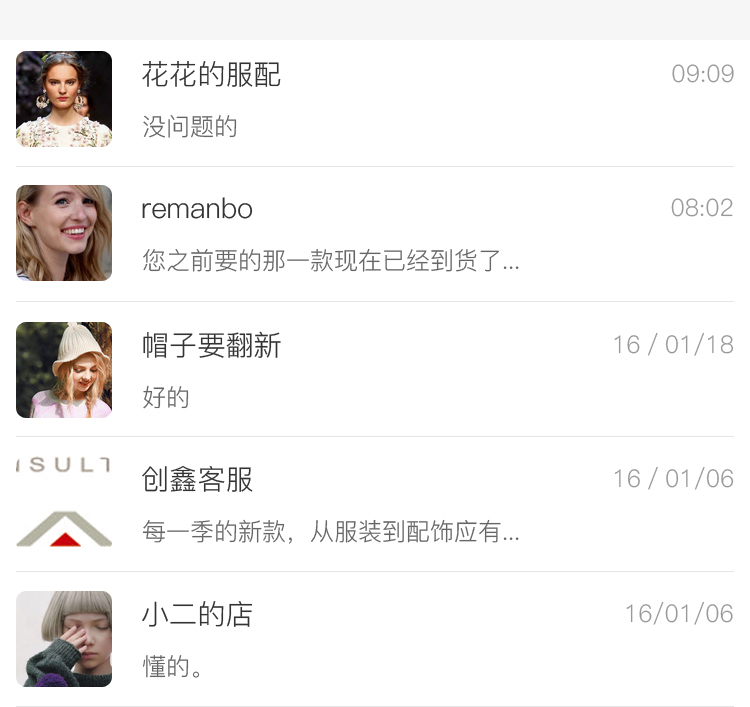 花花的服配
09:09
没问题的
remanbo
08:02
您之前要的那一款现在已经到货了...
帽子要翻新
16 / 01/18
好的
SULT
创鑫客服
16 / 01/06
每一季的新款，从服装到配饰应有...
小二的店
16/01/06
懂的。